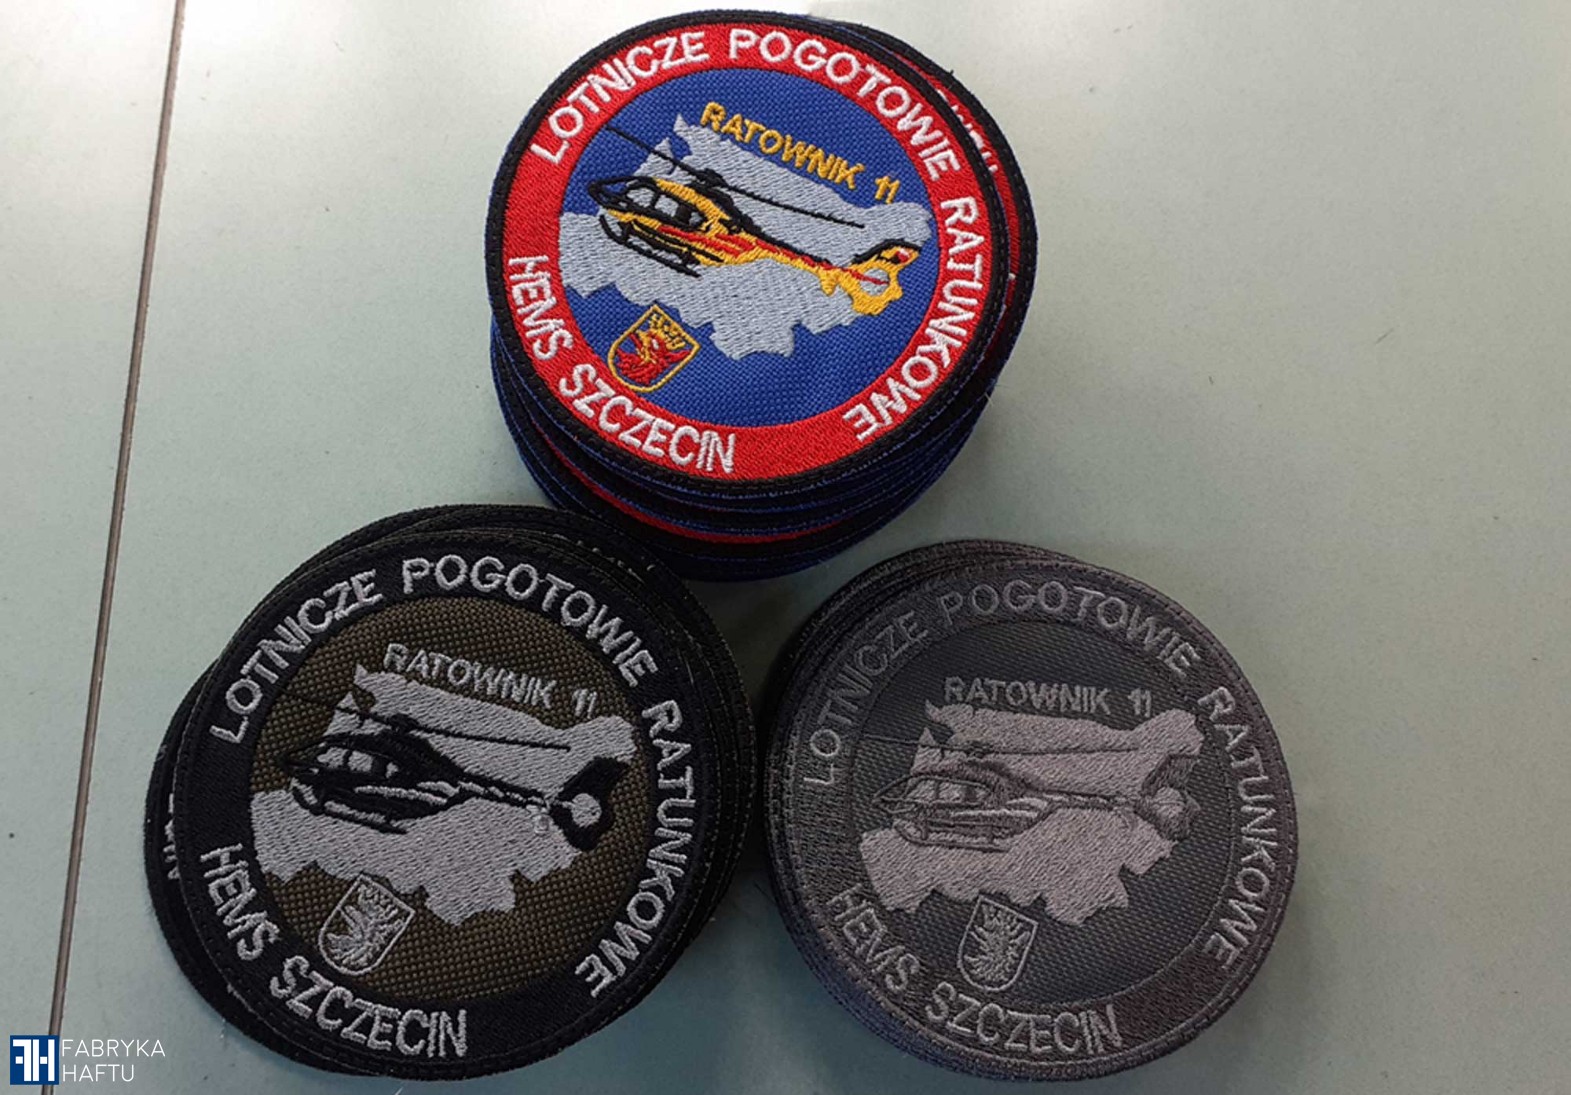 LOTNICZE POGOTOWIE RATUNKOWE
RATOWNIK 11
HEMS SZCZECIN
LOTNICZE POGOTOWIE RATUNKOWE
RATOWNIK 11
HEMS SZCZECIN
LOTNICZE POGOTOWIE RATUNKOWE
RATOWNIK 11
HEMS SZCZECIN
FH FABRYKA
HAFTU